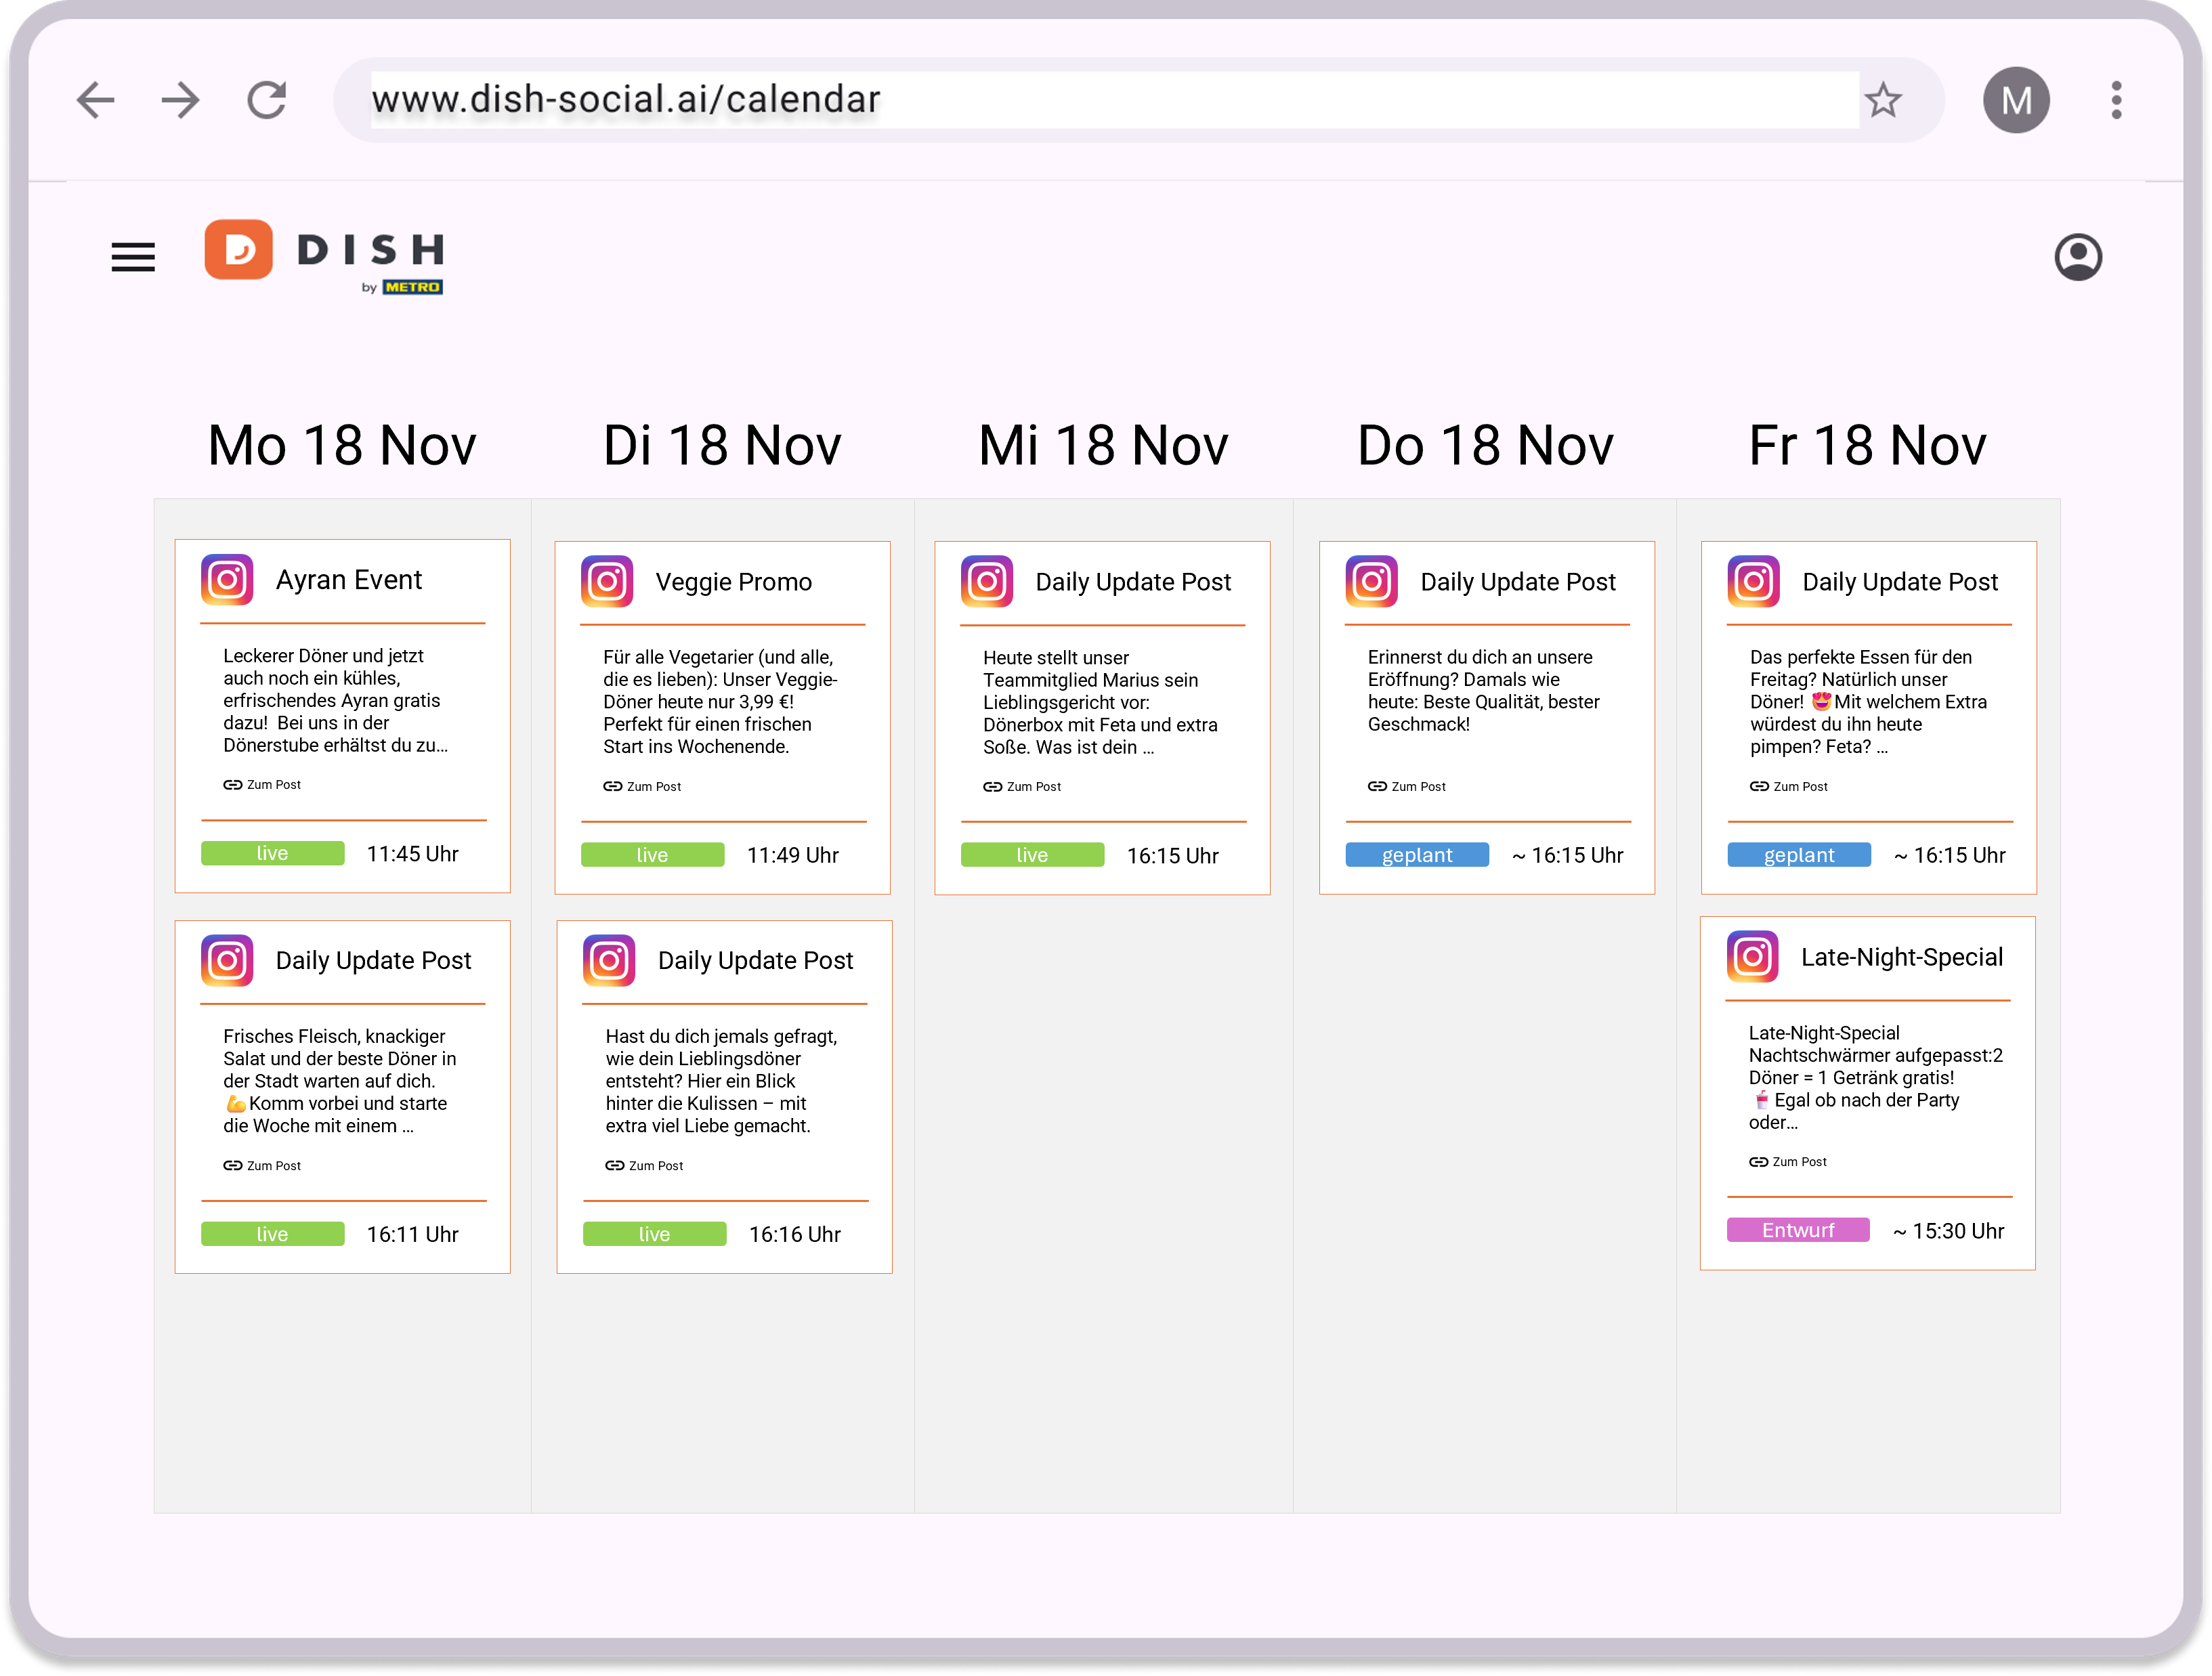 www.dish-social.ai/calendar
M
DISH
by METRO
Mo 18 Nov
Di 18 Nov
Mi 18 Nov
Do 18 Nov
Fr 18 Nov
Ayran Event
Leckerer Döner und jetzt
auch noch ein kühles,
erfrischendes Ayran gratis
dazu!  Bei uns in der
Dönerstube erhältst du zu...
Zum Post
live
11:45 Uhr
Daily Update Post
Frisches Fleisch, knackiger
Salat und der beste Döner in
der Stadt warten auf dich.
💪Komm vorbei und starte
die Woche mit einem ...
Zum Post
live
16:11 Uhr
Veggie Promo
Für alle Vegetarier (und alle,
die es lieben): Unser Veggie-
Döner heute nur 3,99 €!
Perfekt für einen frischen
Start ins Wochenende.
Zum Post
live
11:49 Uhr
Daily Update Post
Hast du dich jemals gefragt,
wie dein Lieblingsdöner
entsteht? Hier ein Blick
hinter die Kulissen – mit
extra viel Liebe gemacht.
Zum Post
live
16:16 Uhr
Daily Update Post
Heute stellt unser
Teammitglied Marius sein
Lieblingsgericht vor:
Dönerbox mit Feta und extra
Soße. Was ist dein ...
Zum Post
live
16:15 Uhr
Daily Update Post
Erinnerst du dich an unsere
Eröffnung? Damals wie
heute: Beste Qualität, bester
Geschmack!
Zum Post
geplant
~ 16:15 Uhr
Daily Update Post
Das perfekte Essen für den
Freitag? Natürlich unser
Döner! 😍Mit welchem Extra
würdest du ihn heute
pimpen? Feta? ...
Zum Post
geplant
~ 16:15 Uhr
Late-Night-Special
Late-Night-Special
Nachtschwärmer aufgepasst:2
Döner = 1 Getränk gratis!
🥤Egal ob nach der Party
oder...
Zum Post
Entwurf
~ 15:30 Uhr